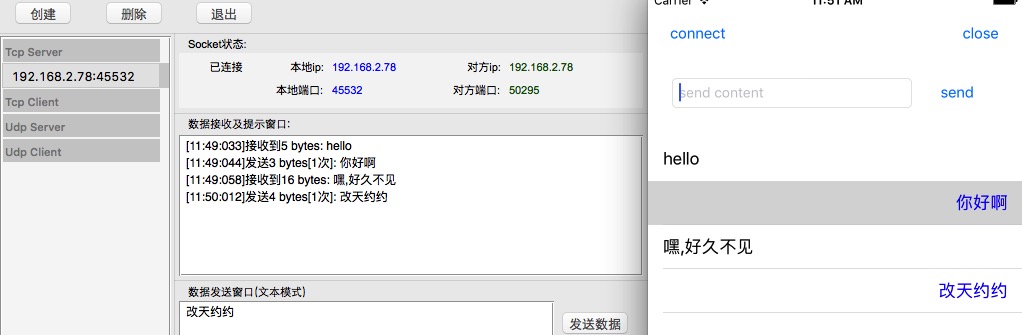 创建 删除 退出
Tcp Server
192.168.2.78:45532
Tcp Client
Udp Server
Udp Client
Socket状态:
已连接 本地ip: 192.168.2.78 对方ip: 192.168.2.78
本地端口: 45532 对方端口: 50295
数据接收及提示窗口:
[11:49:033]接收到5 bytes: hello
[11:49:044]发送3 bytes[1次]: 你好啊
[11:49:058]接收到16 bytes: 嘿,好久不见
[11:50:012]发送4 bytes[1次]: 改天约约
数据发送窗口(文本模式)
改天约约
发送数据
Carrier 11:51 AM
connect close
send content send
hello
你好啊
嘿,好久不见
改天约约